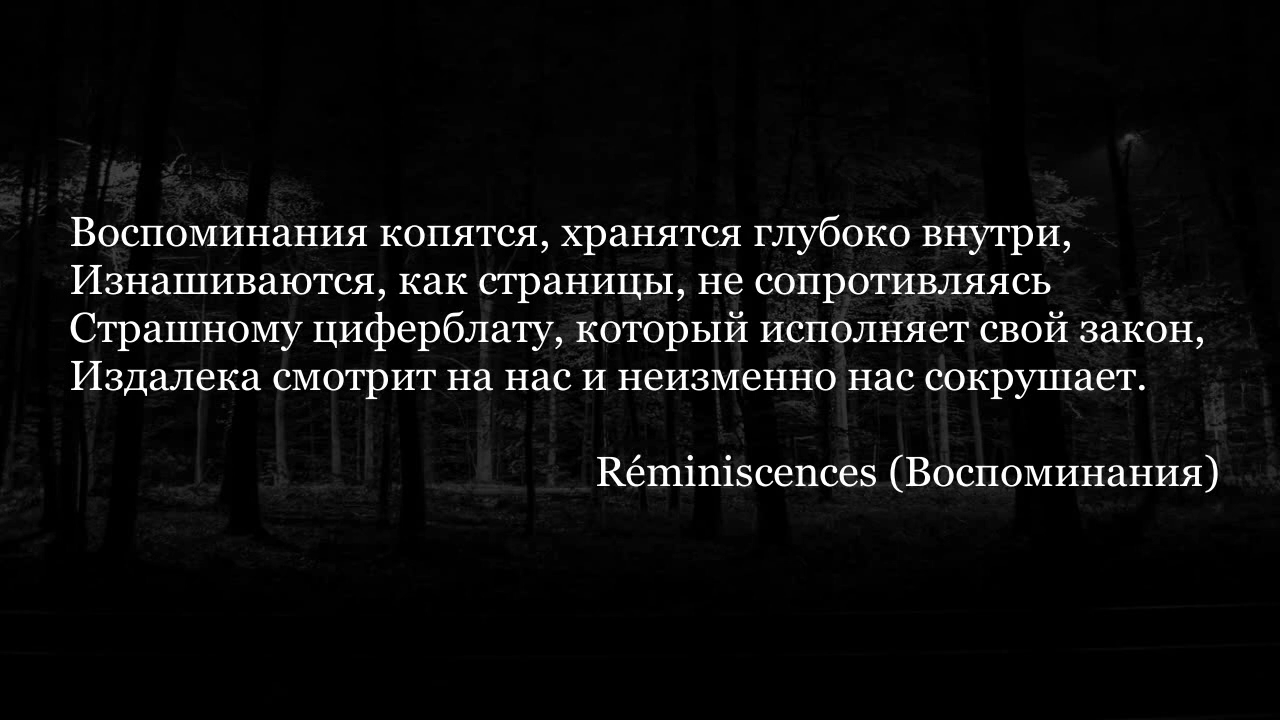 Воспоминания копятся, хранятся глубоко внутри,
Изнашиваются, как страницы, не сопротивляясь
Страшному циферблату, который исполняет свой закон,
Издалека смотрит на нас и неизменно нас сокрушает.
Réminiscences (Воспоминания)